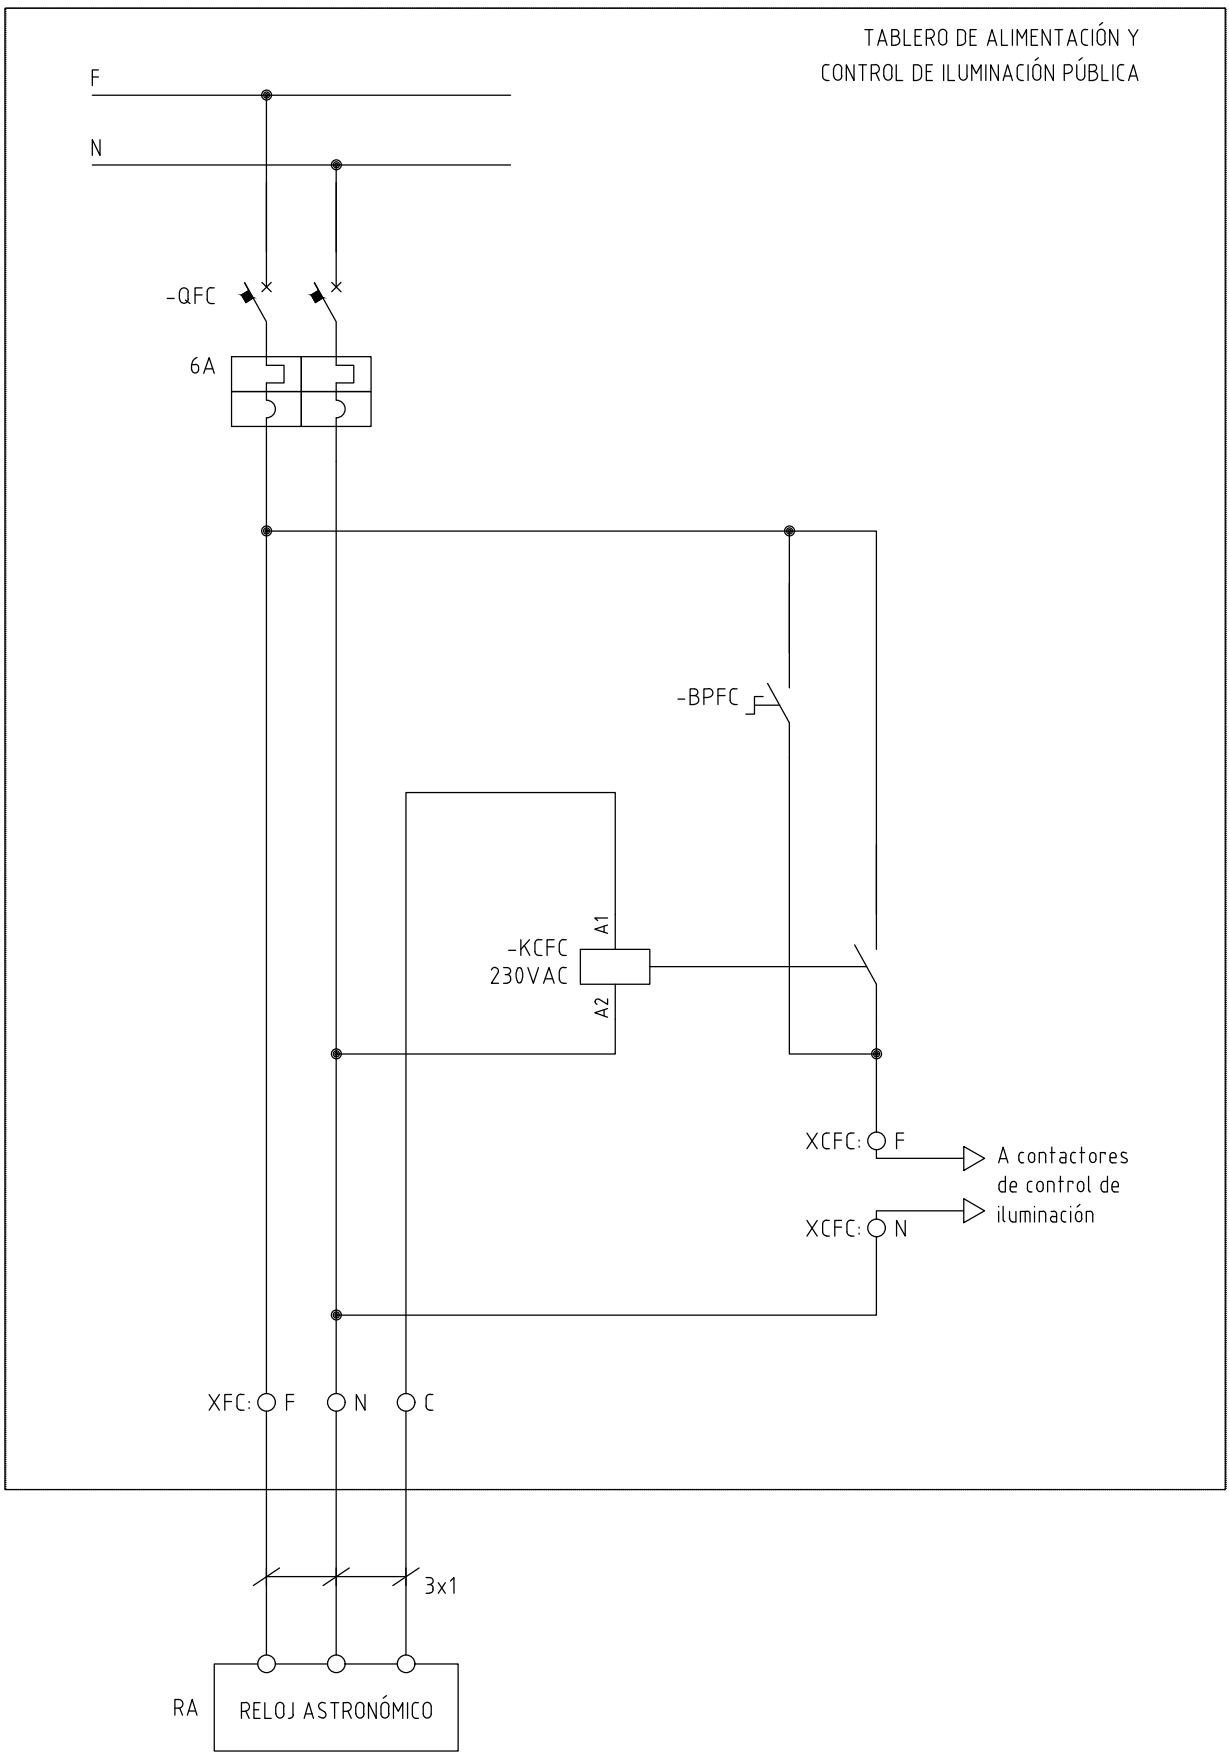 TABLERO DE ALIMENTACIÓN Y
CONTROL DE ILUMINACIÓN PÚBLICA
F
N
-QFC
6A
-BPFC
A1
-KCFC
230VAC
A2
XCFC: F
A contactores
de control de
iluminación
XCFC: N
XFC: F N C
3x1
RA RELOJ ASTRONÓMICO